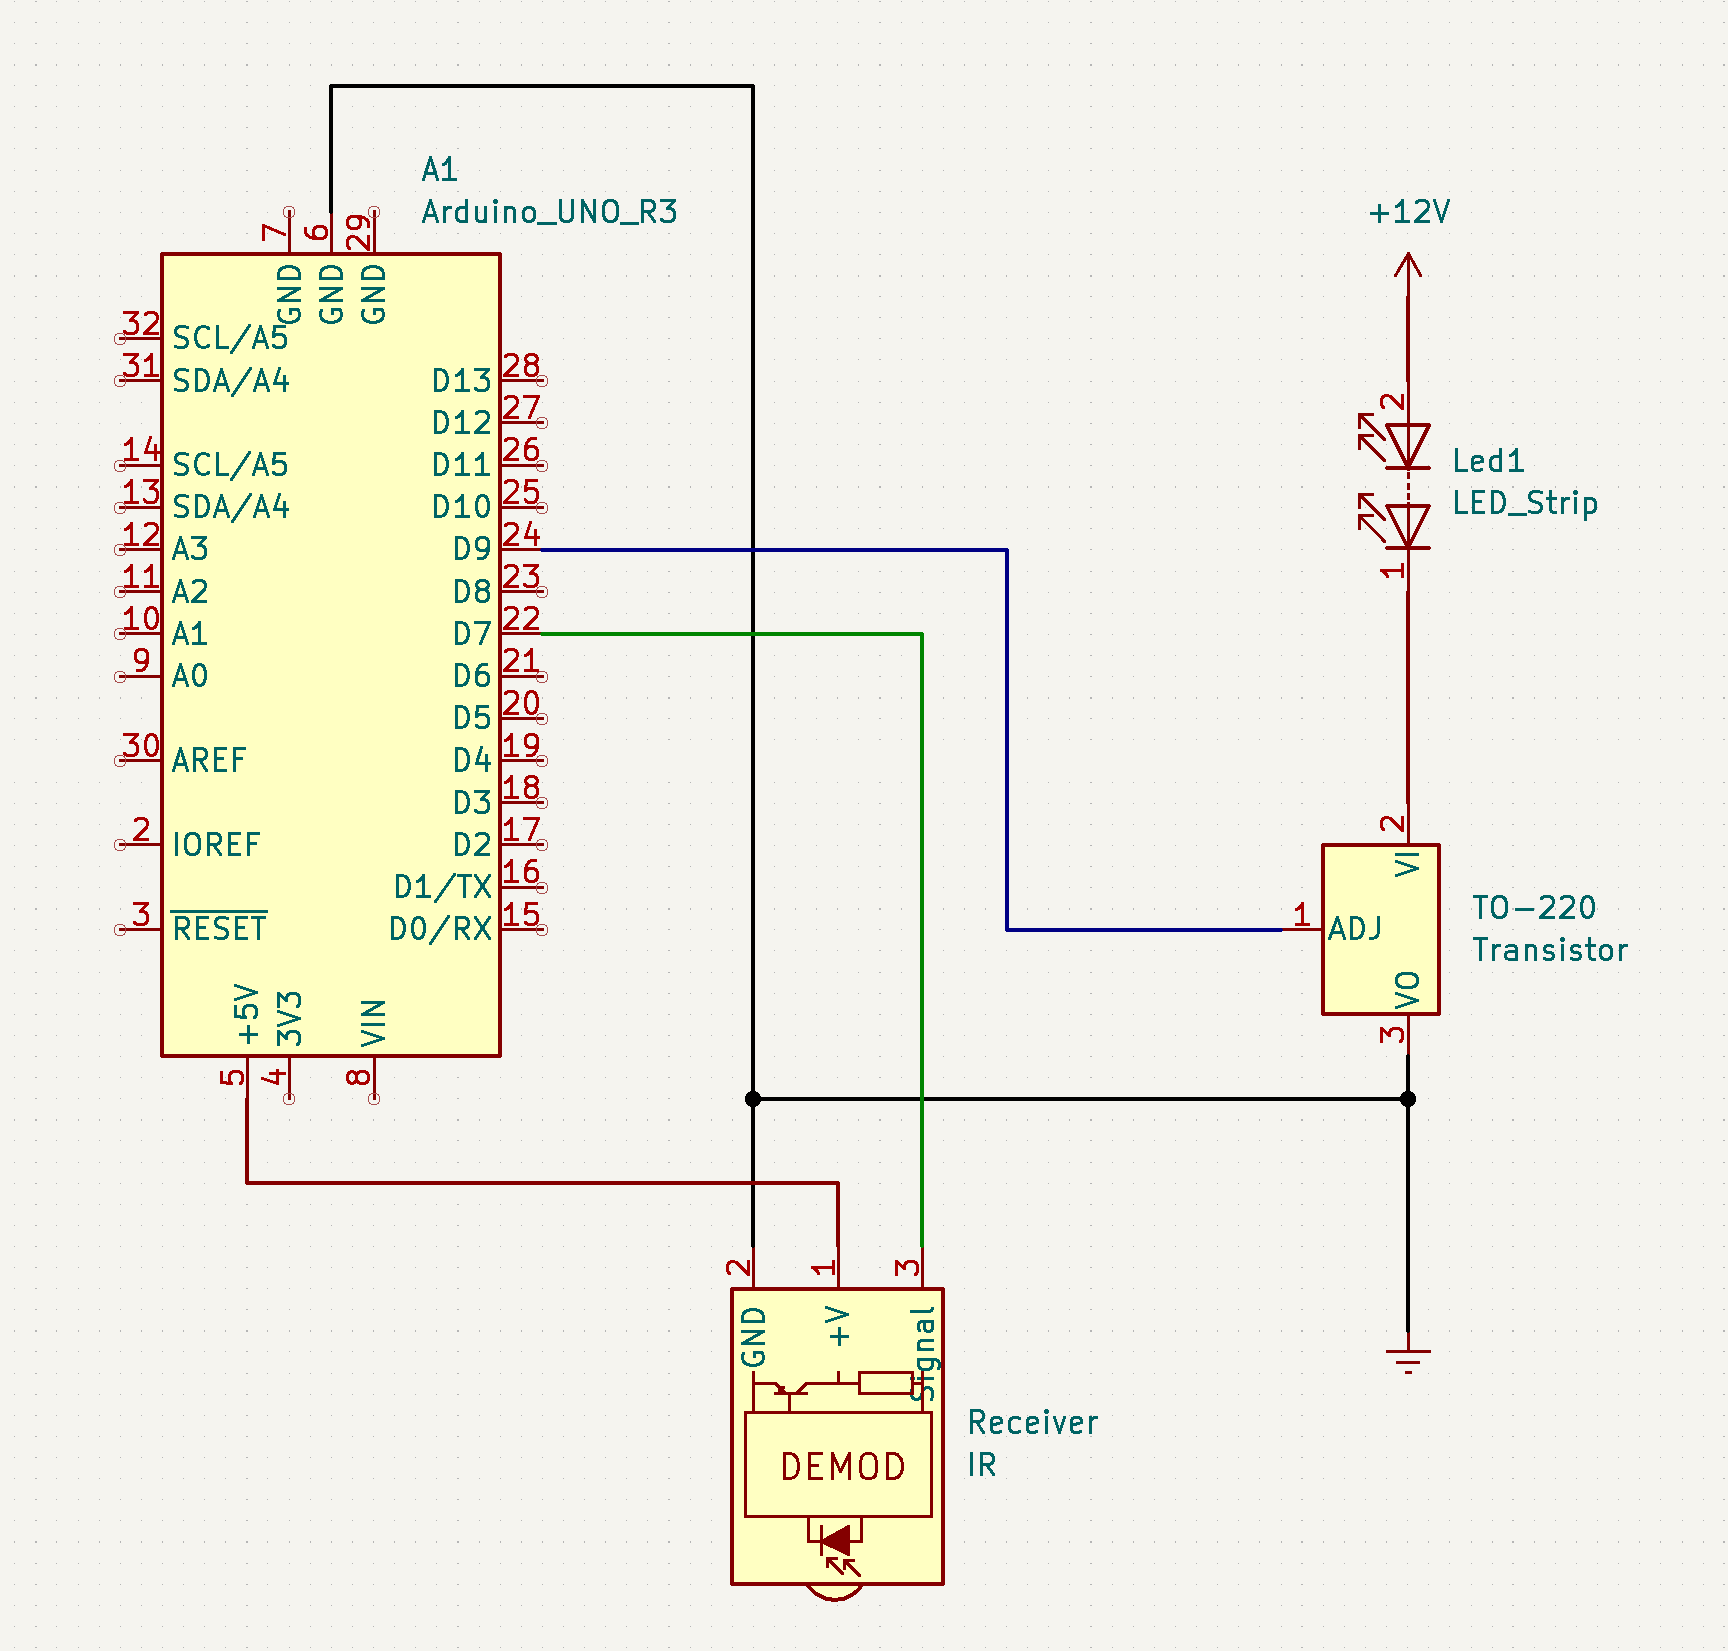 A1
Arduino_UNO_R3
+12V
7
6
29
GND
GND
GND
32
SCL/A5
31
SDA/A4
D13
28
D12
27
14
SCL/A5
D11
26
13
SDA/A4
D10
25
12
A3
D9
24
11
A2
D8
23
10
A1
D7
22
9
A0
D6
21
D5
20
30
AREF
D4
19
D3
18
2
IOREF
D2
17
D1/TX
16
3
RESET
D0/RX
15
+5V
3V3
VIN
5
4
8
2
Led1
LED_Strip
1
2
VI
1
ADJ
VO
3
TO-220
Transistor
2
1
3
GND
+V
Signal
DEMOD
Receiver
IR